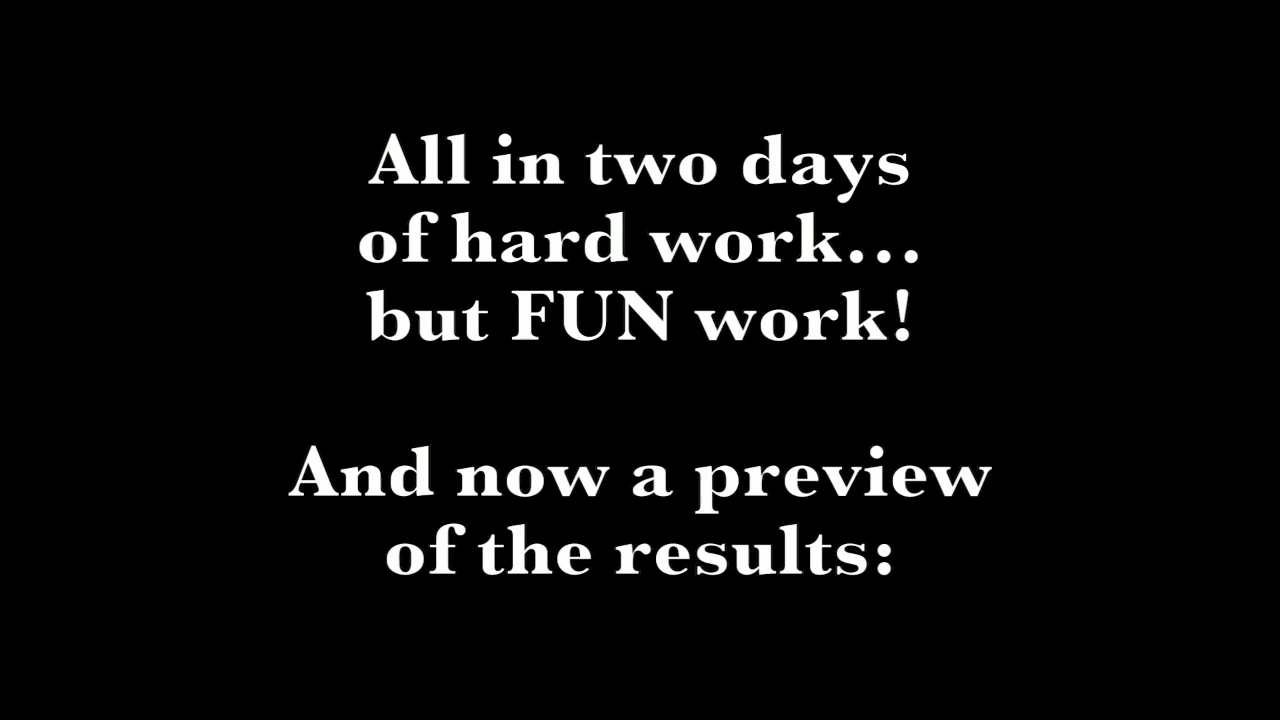 All in two days
of hard work...
but FUN work!
And now a preview
of the results: